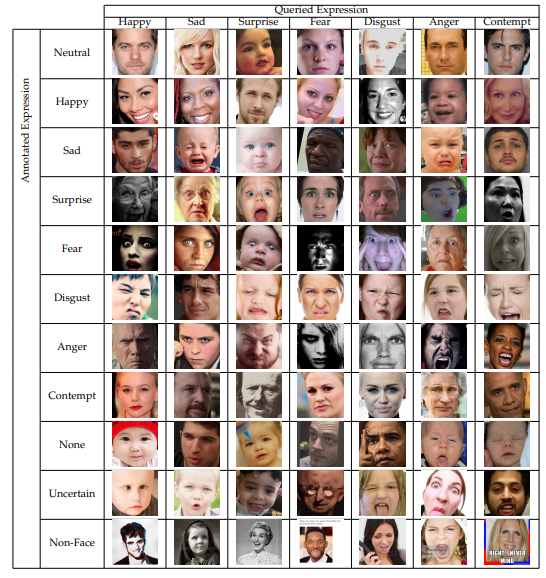 Queried Expression
Happy Sad Surprise Fear Disgust Anger Contempt
Annotated Expression
Neutral
Happy
Sad
Surprise
Fear
Disgust
Anger
Contempt
None
Uncertain
Non-Face
RIGHT, NEVER
MIND